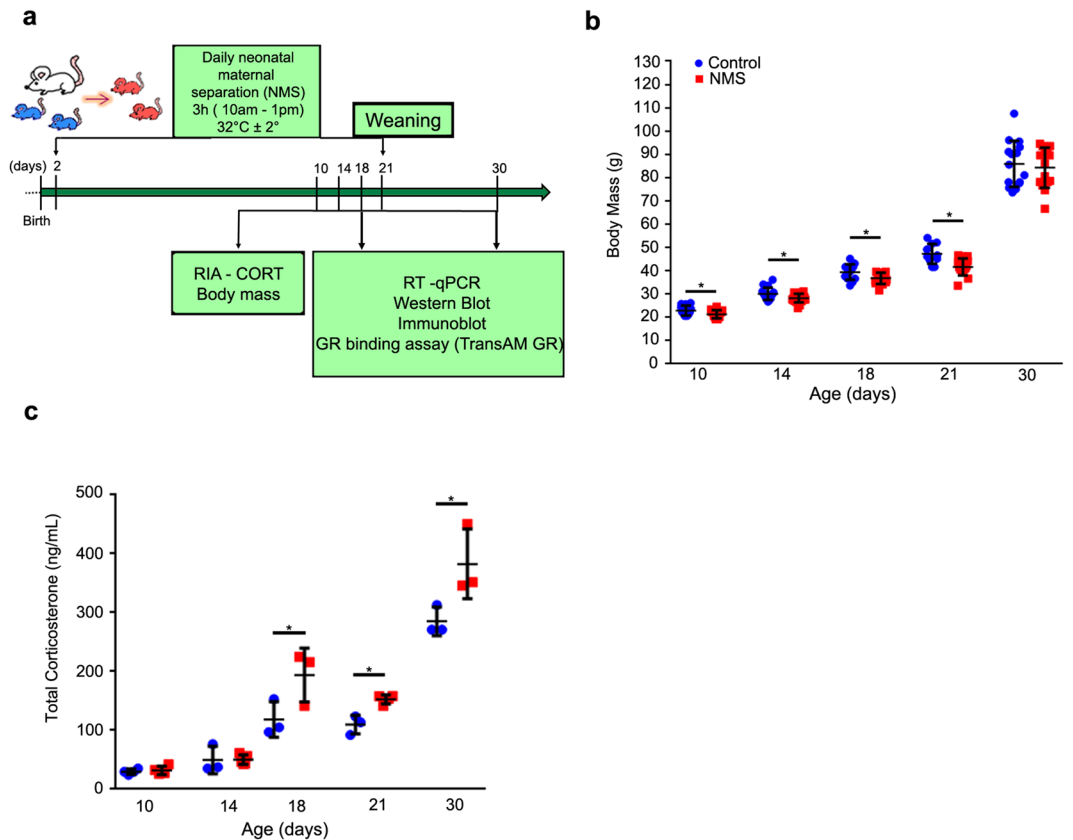 a
Daily neonatal
maternal
separation (NMS)
3h ( 10am - 1pm)
32°C ± 2°
Weaning
(days) 2 10 14 18 21 30
Birth
RIA - CORT
Body mass
RT -qPCR
Western Blot
Immunoblot
GR binding assay (TransAM GR)
b
Control
NMS
Body Mass (g)
130
120
110
100
90
80
70
60
50
40
30
20
10
0
* * * *
10 14 18 21 30
Age (days)
c
Total Corticosterone (ng/mL)
500
400
300
200
100
0
* * *
10 14 18 21 30
Age (days)